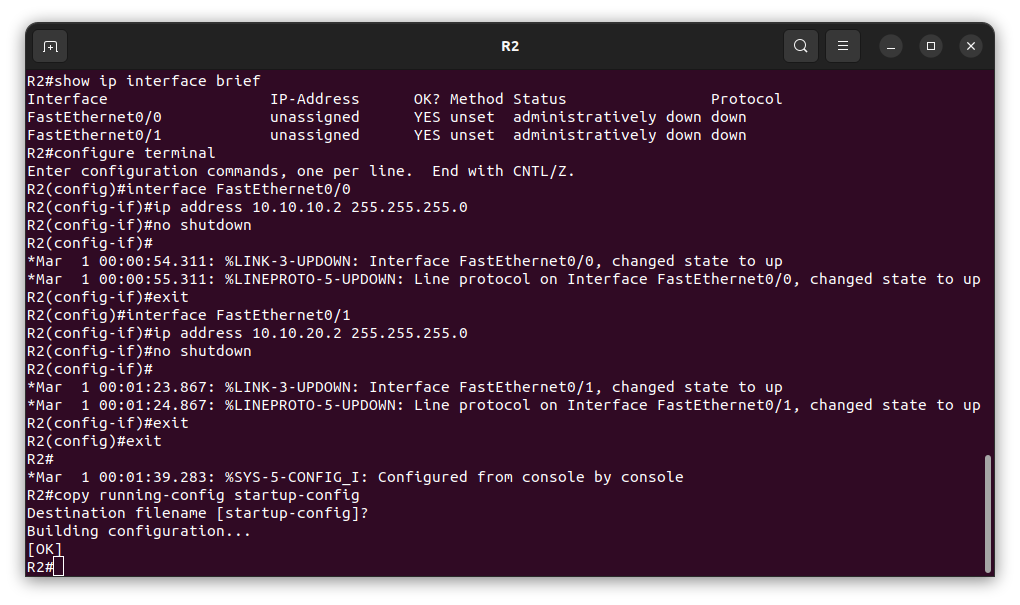 R2
R2#show ip interface brief
Interface                  IP-Address      OK? Method Status                Protocol
FastEthernet0/0            unassigned      YES unset  administratively down down
FastEthernet0/1            unassigned      YES unset  administratively down down
R2#configure terminal
Enter configuration commands, one per line.  End with CNTL/Z.
R2(config)#interface FastEthernet0/0
R2(config-if)#ip address 10.10.10.2 255.255.255.0
R2(config-if)#no shutdown
R2(config-if)#
*Mar  1 00:00:54.311: %LINK-3-UPDOWN: Interface FastEthernet0/0, changed state to up
*Mar  1 00:00:55.311: %LINEPROTO-5-UPDOWN: Line protocol on Interface FastEthernet0/0, changed state to up
R2(config-if)#exit
R2(config)#interface FastEthernet0/1
R2(config-if)#ip address 10.10.20.2 255.255.255.0
R2(config-if)#no shutdown
R2(config-if)#
*Mar  1 00:01:23.867: %LINK-3-UPDOWN: Interface FastEthernet0/1, changed state to up
*Mar  1 00:01:24.867: %LINEPROTO-5-UPDOWN: Line protocol on Interface FastEthernet0/1, changed state to up
R2(config-if)#exit
R2(config)#exit
R2#
*Mar  1 00:01:39.283: %SYS-5-CONFIG_I: Configured from console by console
R2#copy running-config startup-config
Destination filename [startup-config]?
Building configuration...
[OK]
R2#